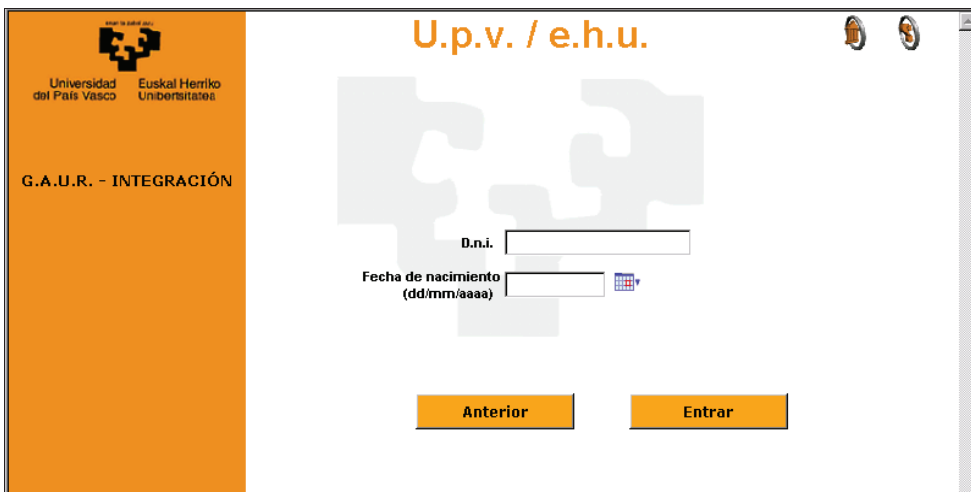 U.p.v. / e.h.u.
Universidad
del País Vasco
Euskal Herriko
Unibertsitatea
G.A.U.R. - INTEGRACIÓN
D.n.i.
Fecha de nacimiento
(dd/mm/aaaa)
Anterior
Entrar